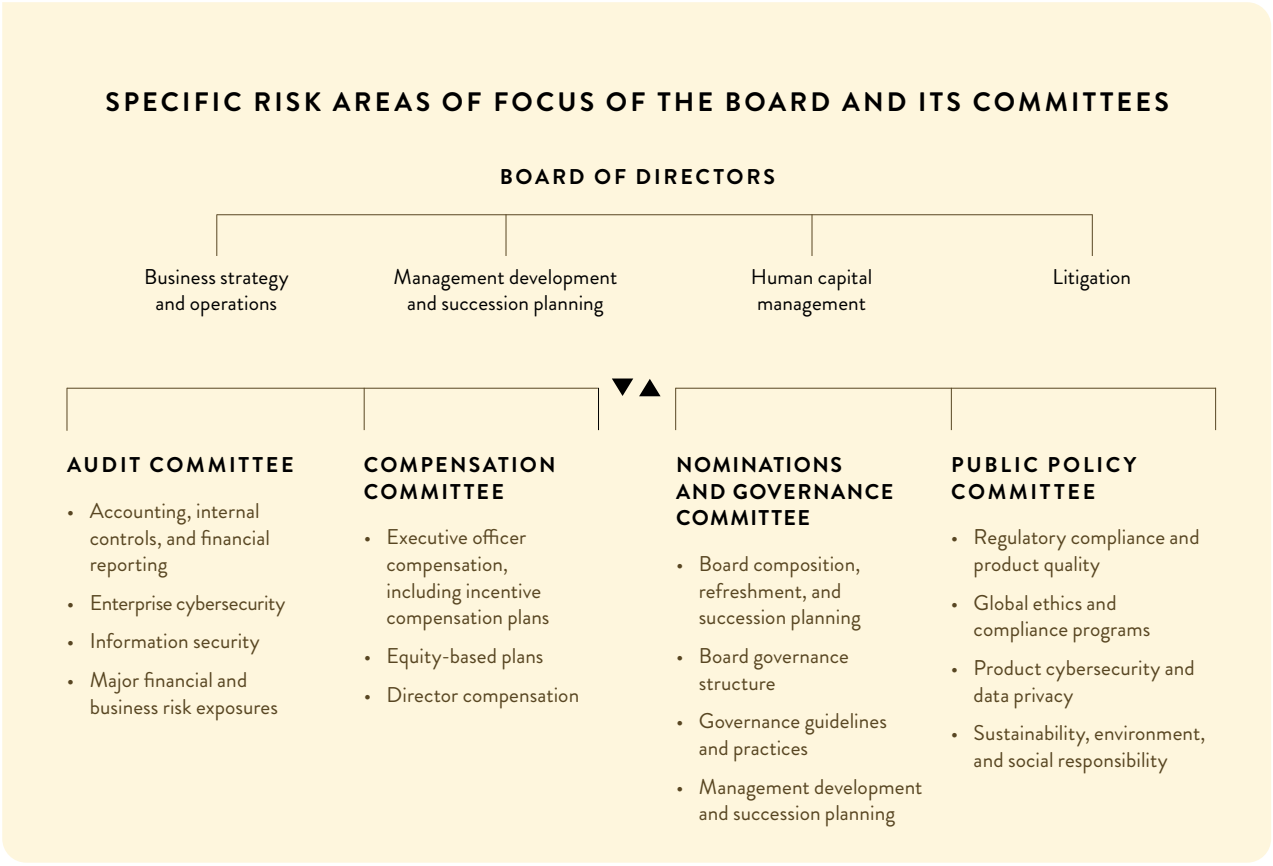 SPECIFIC RISK AREAS OF FOCUS OF THE BOARD AND ITS COMMITTEES
BOARD OF DIRECTORS
Business strategy
and operations
Management development
and succession planning
Human capital
management
Litigation
AUDIT COMMITTEE
• Accounting, internal
controls, and financial
reporting
• Enterprise cybersecurity
• Information security
• Major financial and
business risk exposures
COMPENSATION
COMMITTEE
• Executive officer
compensation,
including incentive
compensation plans
• Equity-based plans
• Director compensation
NOMINATIONS
AND GOVERNANCE
COMMITTEE
• Board composition,
refreshment, and
succession planning
• Board governance
structure
• Governance guidelines
and practices
• Management development
and succession planning
PUBLIC POLICY
COMMITTEE
• Regulatory compliance and
product quality
• Global ethics and
compliance programs
• Product cybersecurity and
data privacy
• Sustainability, environment,
and social responsibility